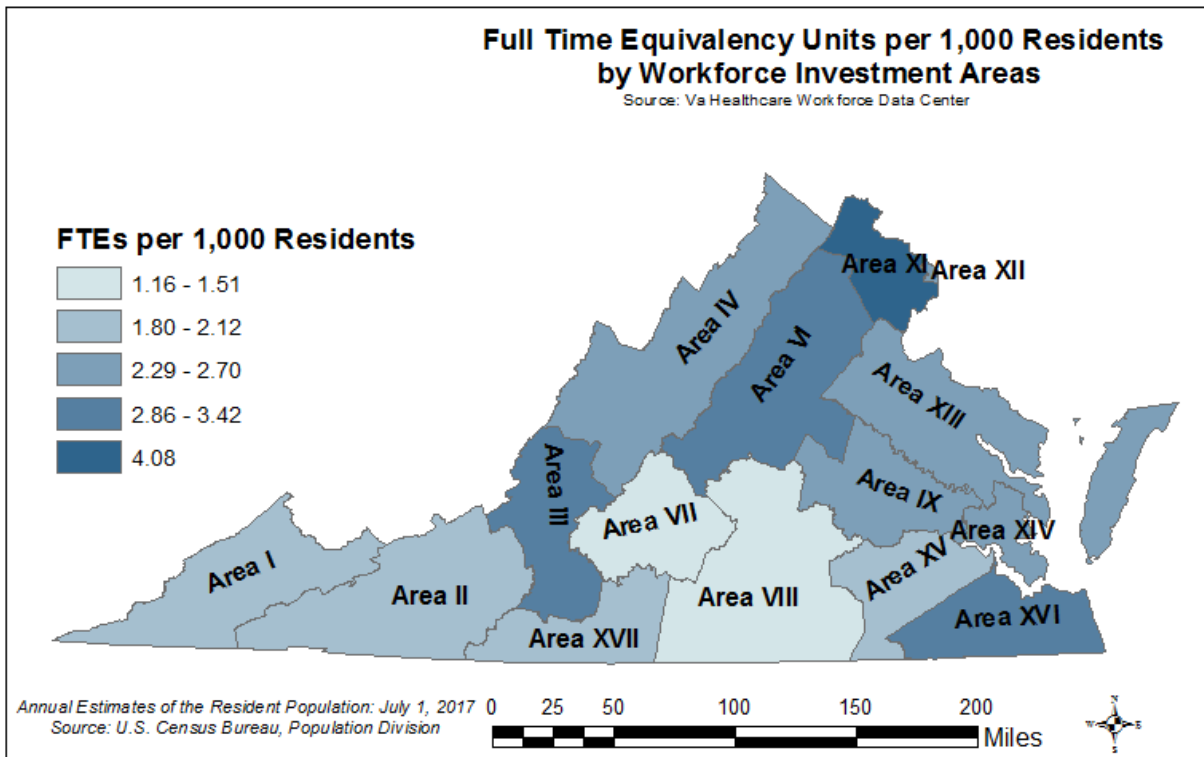 Full Time Equivalency Units per 1,000 Residents
by Workforce Investment Areas
Source: Va Healthcare Workforce Data Center
FTEs per 1,000 Residents
1.16 - 1.51
1.80 - 2.12
2.29 - 2.70
2.86 - 3.42
4.08
Area XI
Area XII
Area IV
Area VI
Area XIII
Area III
Area IX
Area VII
Area XIV
Area I
Area XV
Area II
Area VIII
Area XVI
Area XVII
Annual Estimates of the Resident Population: July 1, 2017
Source: U.S. Census Bureau, Population Division
0 25 50 100 150 200
Miles
N
W E
S